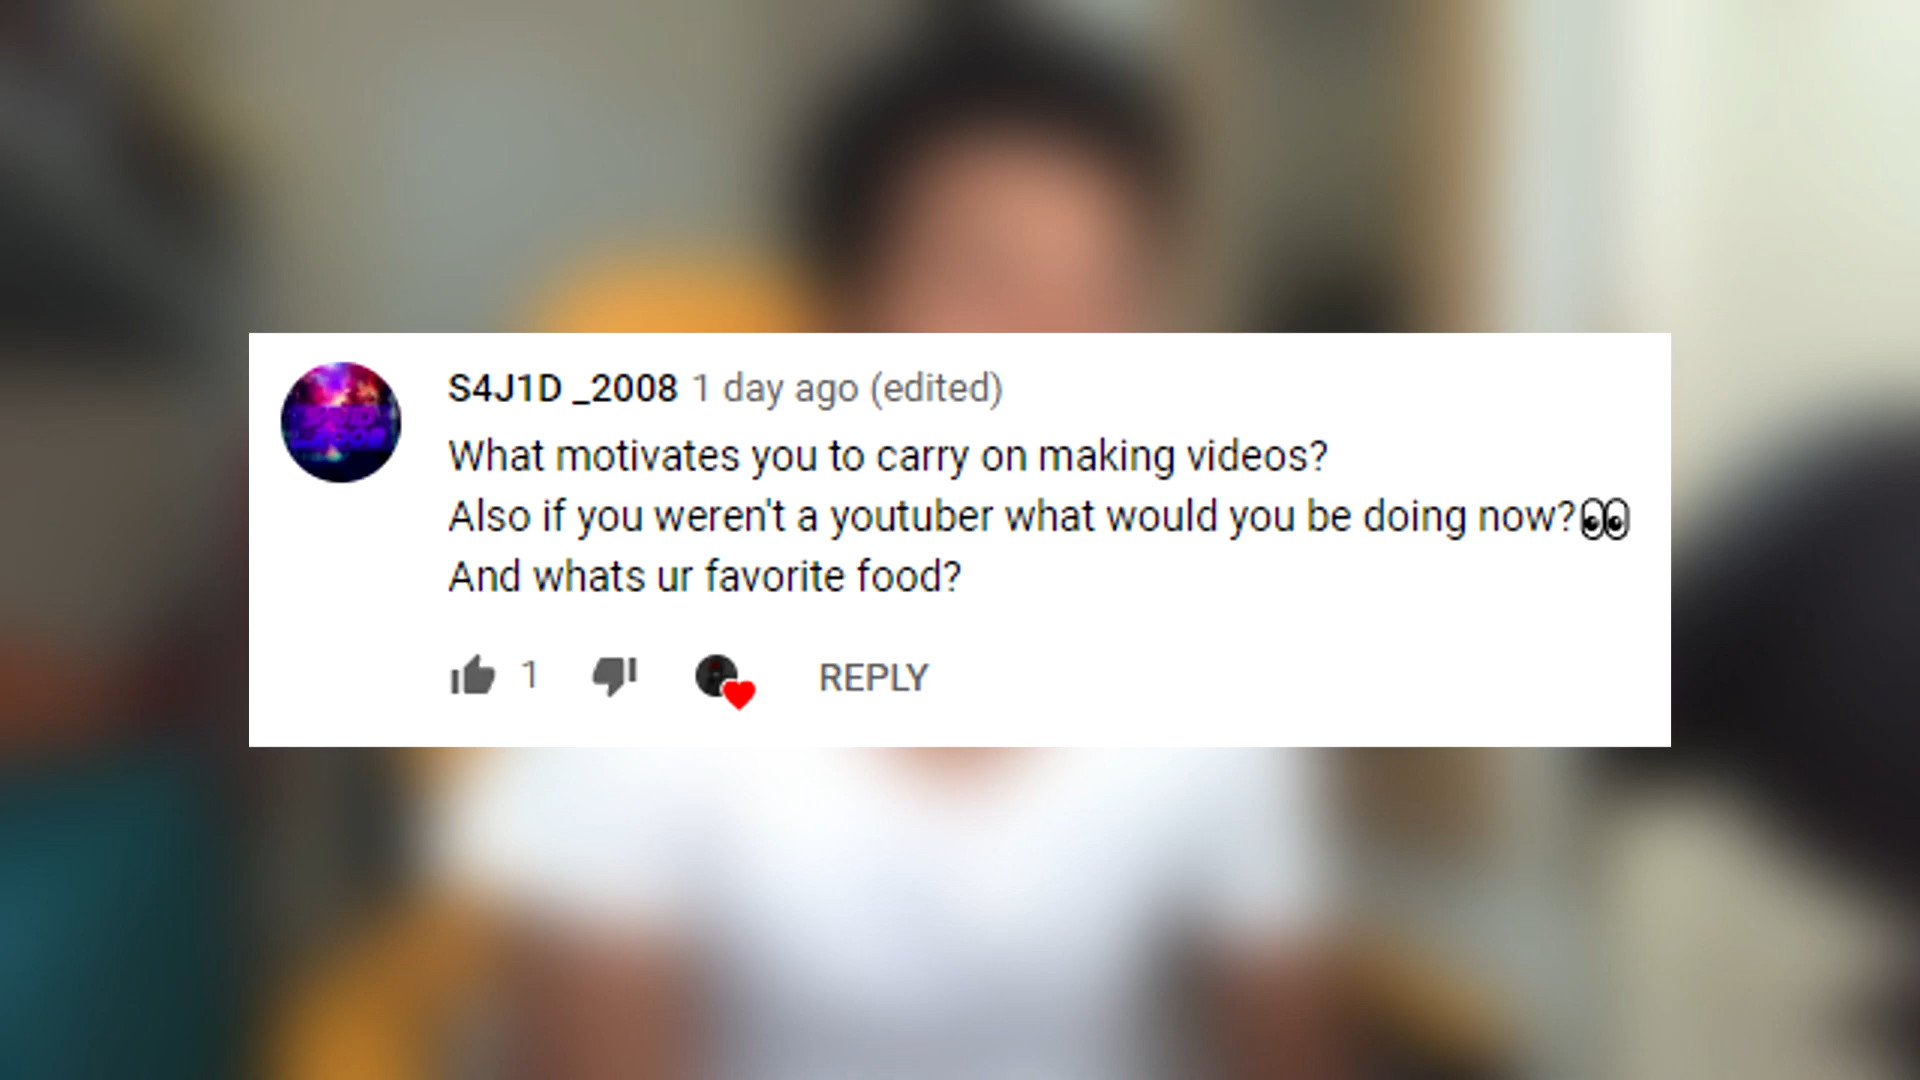 S4J1D _2008 1 day ago (edited)
What motivates you to carry on making videos?
Also if you weren't a youtuber what would you be doing now?👀
And whats ur favorite food?
1 REPLY